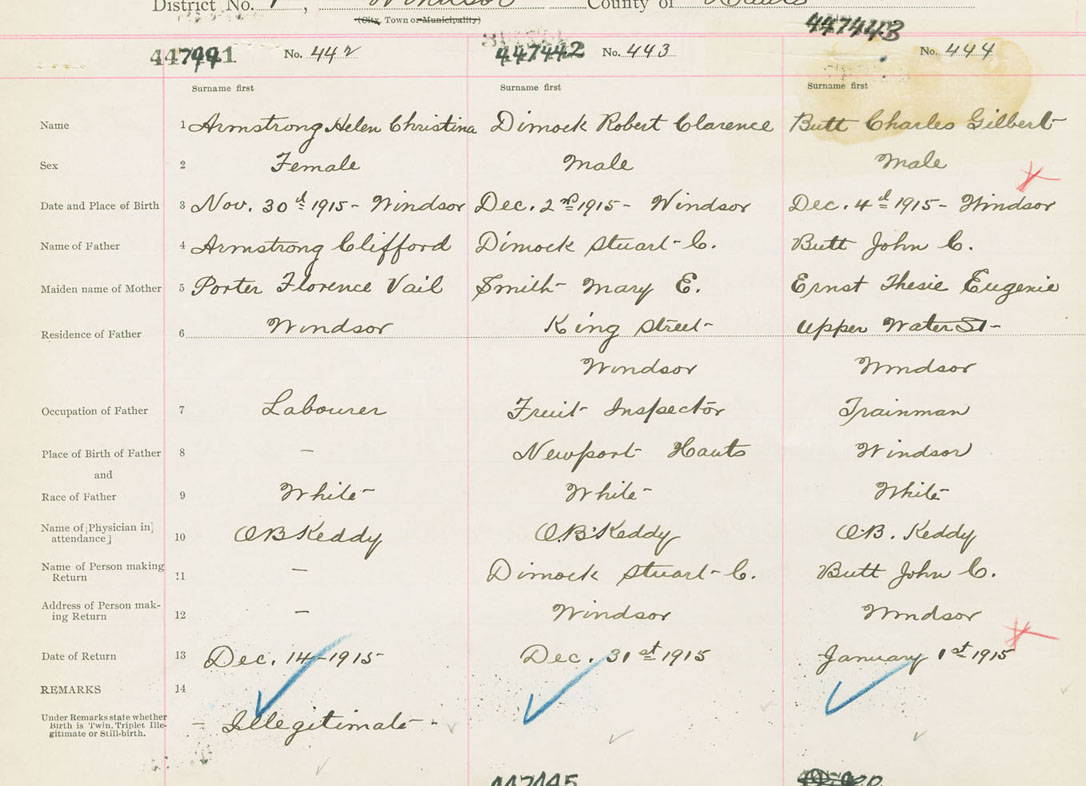 District No. Windsor County of Hants
(City, Town or Municipality)
447443
447441 No. 442 447442 No. 443 No. 444
Surname first Surname first Surname first
Name 1 Armstrong Helen Christina Dimock Robert Clarence Butt Charles Gilbert
Sex 2 Female Male Male
Date and Place of Birth 3 Nov. 30th 1915 - Windsor Dec. 2nd 1915 - Windsor Dec. 4th 1915 - Windsor
Name of Father 4 Armstrong Clifford Dimock Stuart C. Butt John C.
Maiden name of Mother 5 Porter Florence Vail Smith Mary E. Ernst Thesie Eugenie
Residence of Father 6 Windsor King Street Upper Water St
Windsor Windsor
Occupation of Father 7 Labourer Fruit Inspector Trainman
Place of Birth of Father 8 — Newport Hants Windsor
and
Race of Father 9 White White White
Name of [Physician in attendance] 10 O B Keddy O.B. Keddy O.B. Keddy
Name of Person making Return 11 — Dimock Stuart C. Butt John C.
Address of Person making Return 12 — Windsor Windsor
Date of Return 13 Dec. 14 1915 Dec. 31st 1915 January 1st 1915
REMARKS 14
Under Remarks state whether Birth is Twin, Triplet Illegitimate or Still-birth. - Illegitimate -
447445